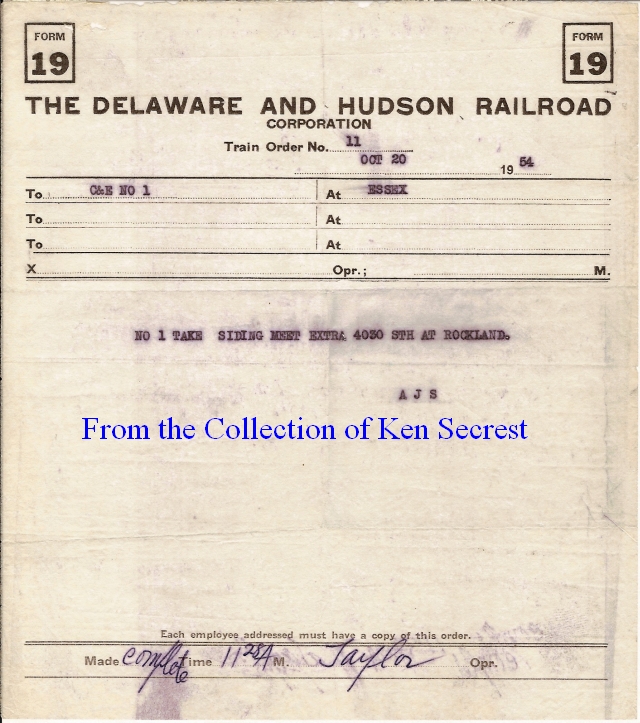 FORM 19 FORM 19
THE DELAWARE AND HUDSON RAILROAD
CORPORATION
Train Order No. 11
OCT 20 1954
To C&E NO 1 At ESSEX
To At
To At
X Opr.; M.
NO 1 TAKE SIDING MEET EXTRA 4030 STH AT ROCKLAND.
A J S
From the Collection of Ken Secrest
Each employee addressed must have a copy of this order.
Made complete Time 11 28 A M. Taylor Opr.